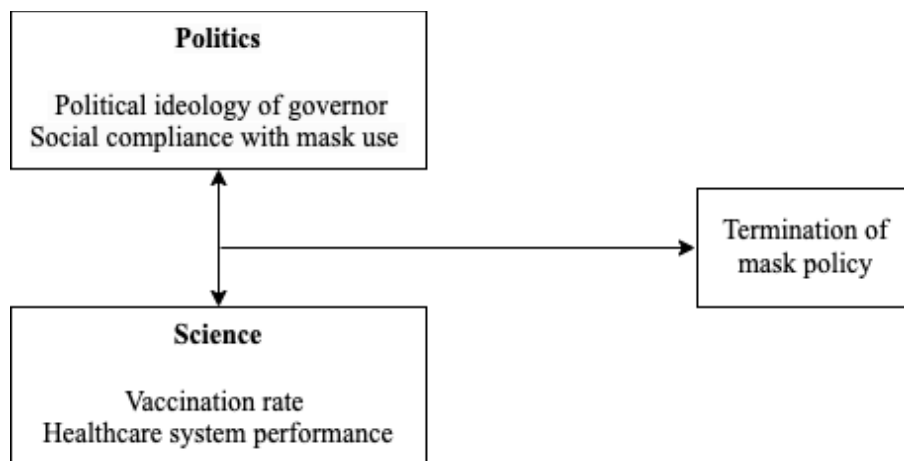 Politics
Political ideology of governor
Social compliance with mask use
Termination of
mask policy
Science
Vaccination rate
Healthcare system performance